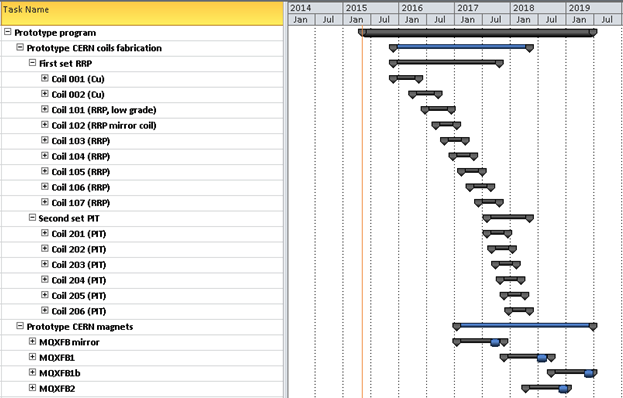 Task Name
2014 2015 2016 2017 2018 2019
Jan Jul Jan Jul Jan Jul Jan Jul Jan Jul Jan Jul
Prototype program
Prototype CERN coils fabrication
First set RRP
Coil 001 (Cu)
Coil 002 (Cu)
Coil 101 (RRP, low grade)
Coil 102 (RRP mirror coil)
Coil 103 (RRP)
Coil 104 (RRP)
Coil 105 (RRP)
Coil 106 (RRP)
Coil 107 (RRP)
Second set PIT
Coil 201 (PIT)
Coil 202 (PIT)
Coil 203 (PIT)
Coil 204 (PIT)
Coil 205 (PIT)
Coil 206 (PIT)
Prototype CERN magnets
MQXFB mirror
MQXFB1
MQXFB1b
MQXFB2